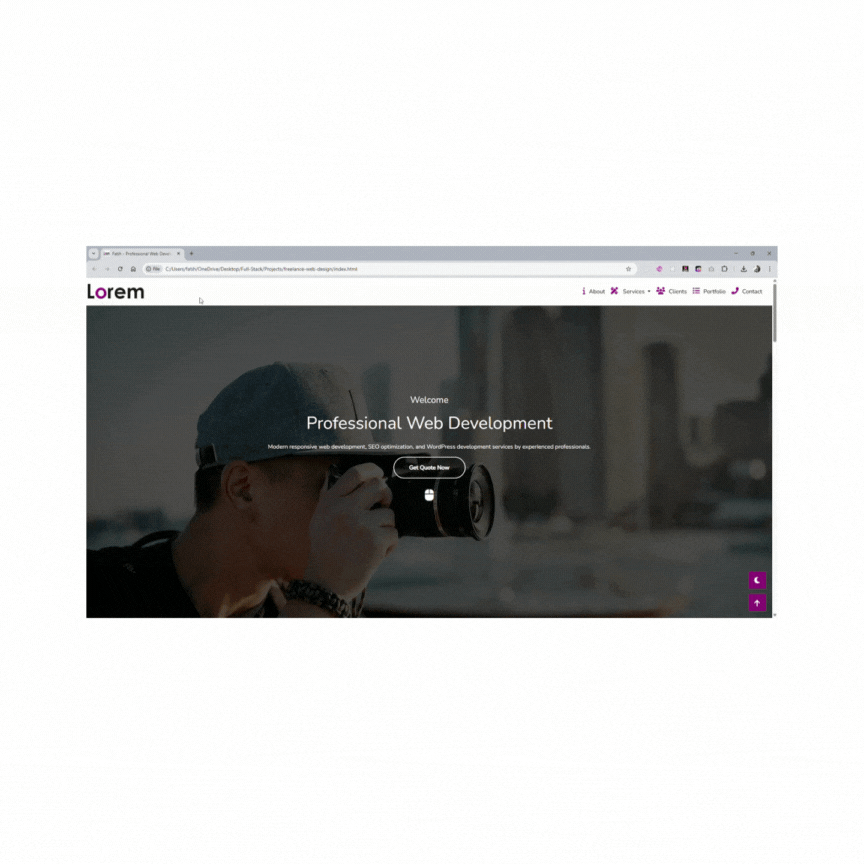 Fatih - Professional Web Devel
File
C:/Users/fatih/OneDrive/Desktop/Full-Stack/Projects/freelance-web-design/index.html
Lorem
About
Services
Clients
Portfolio
Contact
Welcome
Professional Web Development
Modern responsive web development, SEO optimization, and WordPress development services by experienced professionals.
Get Quote Now